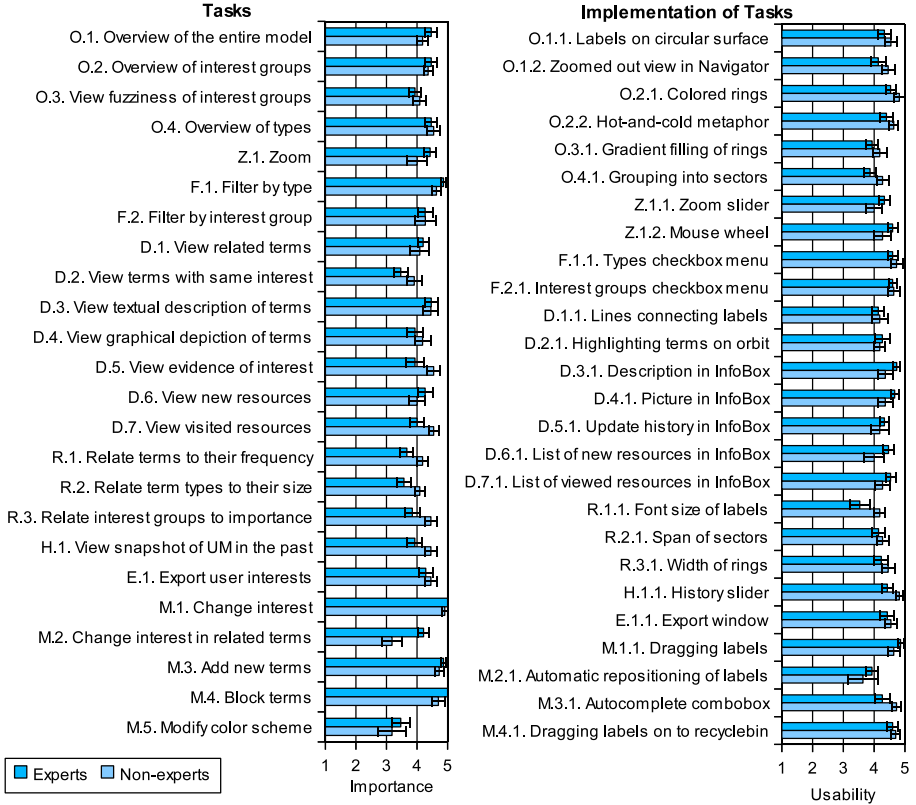 Tasks
O.1. Overview of the entire model
O.2. Overview of interest groups
O.3. View fuzziness of interest groups
O.4. Overview of types
Z.1. Zoom
F.1. Filter by type
F.2. Filter by interest group
D.1. View related terms
D.2. View terms with same interest
D.3. View textual description of terms
D.4. View graphical depiction of terms
D.5. View evidence of interest
D.6. View new resources
D.7. View visited resources
R.1. Relate terms to their frequency
R.2. Relate term types to their size
R.3. Relate interest groups to importance
H.1. View snapshot of UM in the past
E.1. Export user interests
M.1. Change interest
M.2. Change interest in related terms
M.3. Add new terms
M.4. Block terms
M.5. Modify color scheme
1 2 3 4 5
Importance
Experts Non-experts
Implementation of Tasks
O.1.1. Labels on circular surface
O.1.2. Zoomed out view in Navigator
O.2.1. Colored rings
O.2.2. Hot-and-cold metaphor
O.3.1. Gradient filling of rings
O.4.1. Grouping into sectors
Z.1.1. Zoom slider
Z.1.2. Mouse wheel
F.1.1. Types checkbox menu
F.2.1. Interest groups checkbox menu
D.1.1. Lines connecting labels
D.2.1. Highlighting terms on orbit
D.3.1. Description in InfoBox
D.4.1. Picture in InfoBox
D.5.1. Update history in InfoBox
D.6.1. List of new resources in InfoBox
D.7.1. List of viewed resources in InfoBox
R.1.1. Font size of labels
R.2.1. Span of sectors
R.3.1. Width of rings
H.1.1. History slider
E.1.1. Export window
M.1.1. Dragging labels
M.2.1. Automatic repositioning of labels
M.3.1. Autocomplete combobox
M.4.1. Dragging labels on to recyclebin
1 2 3 4 5
Usability